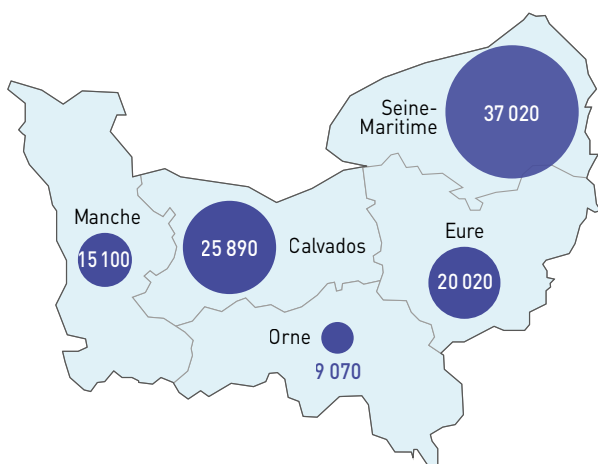 Seine-
Maritime
37 020
Manche
15 100
25 890
Calvados
Eure
20 020
Orne
9 070